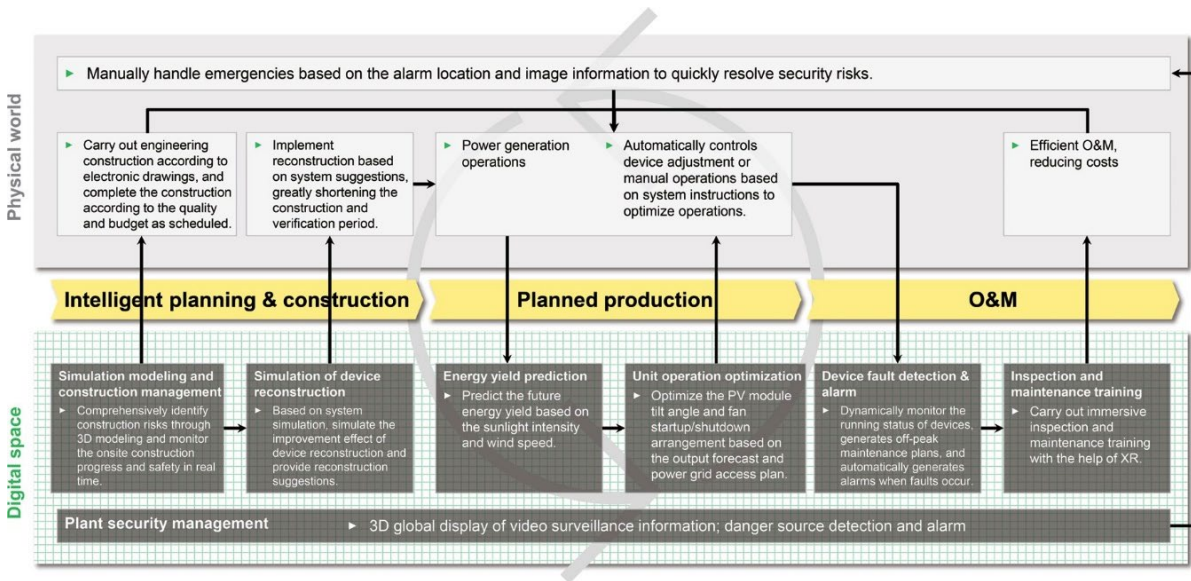 Physical world
Manually handle emergencies based on the alarm location and image information to quickly resolve security risks.
Carry out engineering
construction according to
electronic drawings, and
complete the construction
according to the quality
and budget as scheduled.
Implement
reconstruction based
on system suggestions,
greatly shortening the
construction and
verification period.
Power generation
operations
Automatically controls
device adjustment or
manual operations based
on system instructions to
optimize operations.
Efficient O&M,
reducing costs
Intelligent planning & construction
Planned production
O&M
Digital space
Simulation modeling and
construction management
Comprehensively identify
construction risks through
3D modeling and monitor
the onsite construction
progress and safety in real
time.
Simulation of device
reconstruction
Based on system
simulation, simulate the
improvement effect of
device reconstruction and
provide reconstruction
suggestions.
Energy yield prediction
Predict the future
energy yield based on
the sunlight intensity
and wind speed.
Unit operation optimization
Optimize the PV module
tilt angle and fan
startup/shutdown
arrangement based on
the output forecast and
power grid access plan.
Device fault detection &
alarm
Dynamically monitor the
running status of devices,
generates off-peak
maintenance plans, and
automatically generates
alarms when faults occur.
Inspection and
maintenance training
Carry out immersive
inspection and
maintenance training
with the help of XR.
Plant security management
3D global display of video surveillance information; danger source detection and alarm